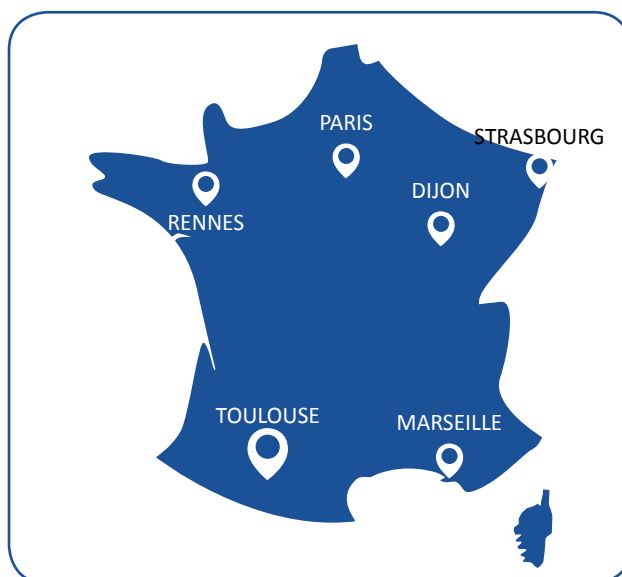 PARIS
STRASBOURG
DIJON
RENNES
TOULOUSE
MARSEILLE